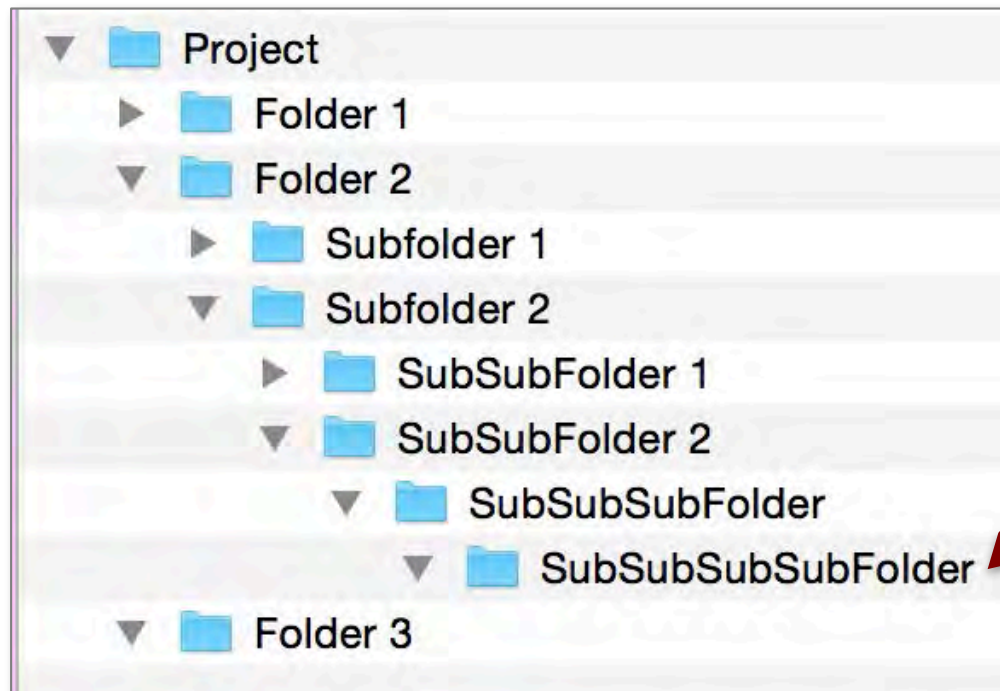 Project
Folder 1
Folder 2
Subfolder 1
Subfolder 2
SubSubFolder 1
SubSubFolder 2
SubSubSubFolder
SubSubSubSubFolder
Folder 3